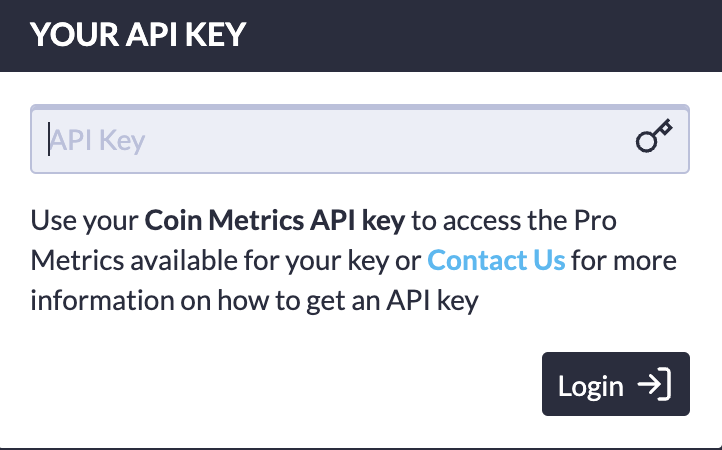 YOUR API KEY
API Key
Use your Coin Metrics API key to access the Pro
Metrics available for your key or Contact Us for more
information on how to get an API key
Login